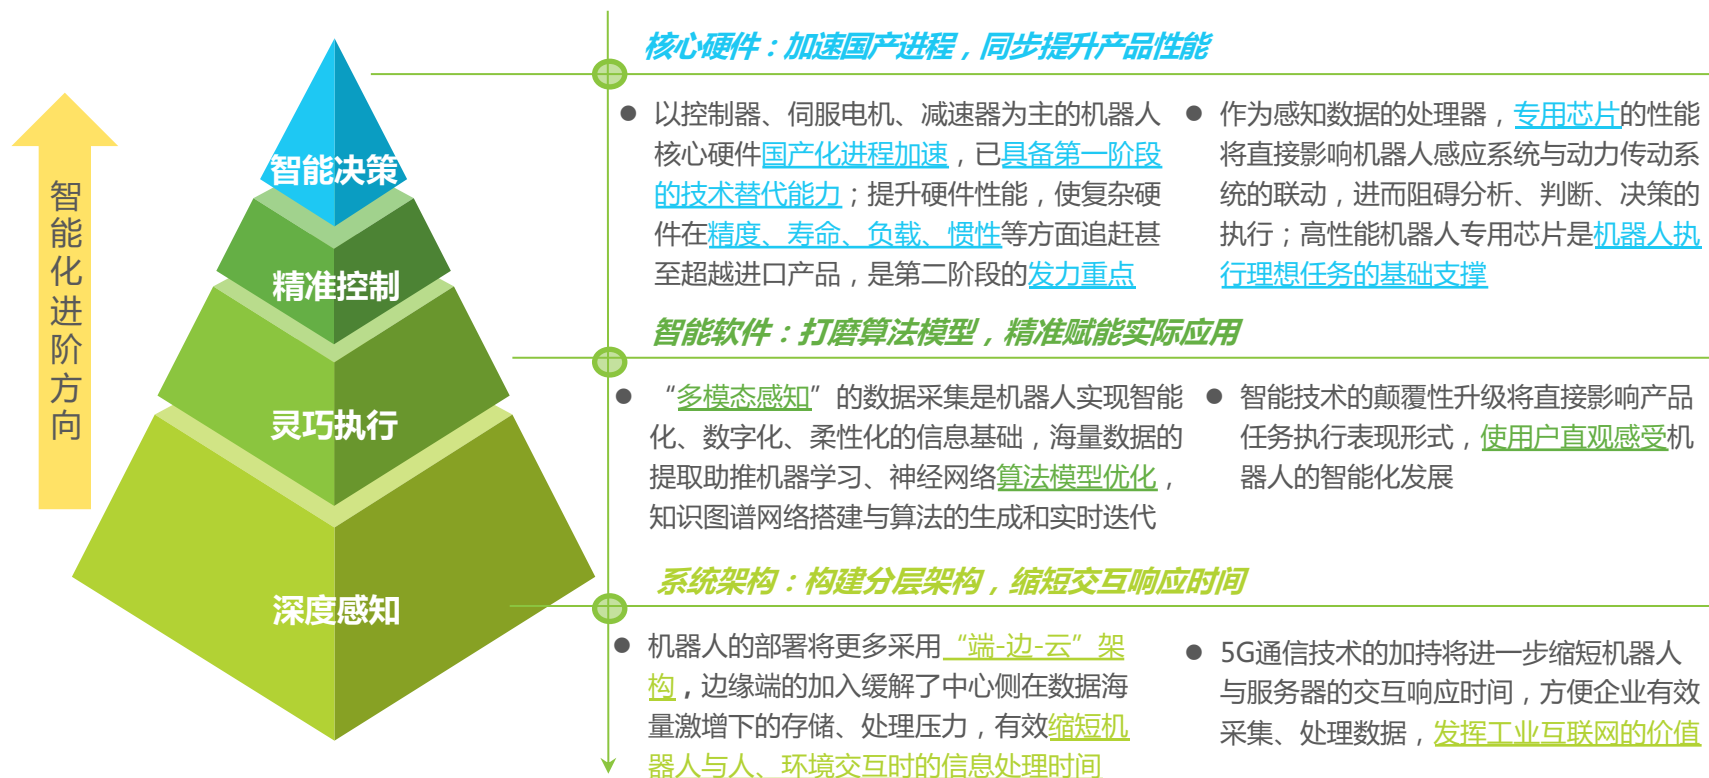 智能化进阶方向
智能决策
精准控制
灵巧执行
深度感知
核心硬件：加速国产进程，同步提升产品性能
● 以控制器、伺服电机、减速器为主的机器人
核心硬件国产化进程加速，已具备第一阶段
的技术替代能力；提升硬件性能，使复杂硬
件在精度、寿命、负载、惯性等方面追赶甚
至超越进口产品，是第二阶段的发力重点
● 作为感知数据的处理器，专用芯片的性能
将直接影响机器人感应系统与动力传动系
统的联动，进而阻碍分析、判断、决策的
执行；高性能机器人专用芯片是机器人执
行理想任务的基础支撑
智能软件：打磨算法模型，精准赋能实际应用
● “多模态感知”的数据采集是机器人实现智能
化、数字化、柔性化的信息基础，海量数据的
提取助推机器学习、神经网络算法模型优化，
知识图谱网络搭建与算法的生成和实时迭代
● 智能技术的颠覆性升级将直接影响产品
任务执行表现形式，使用户直观感受机
器人的智能化发展
系统架构：构建分层架构，缩短交互响应时间
● 机器人的部署将更多采用“端-边-云”架
构，边缘端的加入缓解了中心侧在数据海
量激增下的存储、处理压力，有效缩短机
器人与人、环境交互时的信息处理时间
● 5G通信技术的加持将进一步缩短机器人
与服务器的交互响应时间，方便企业有效
采集、处理数据，发挥工业互联网的价值